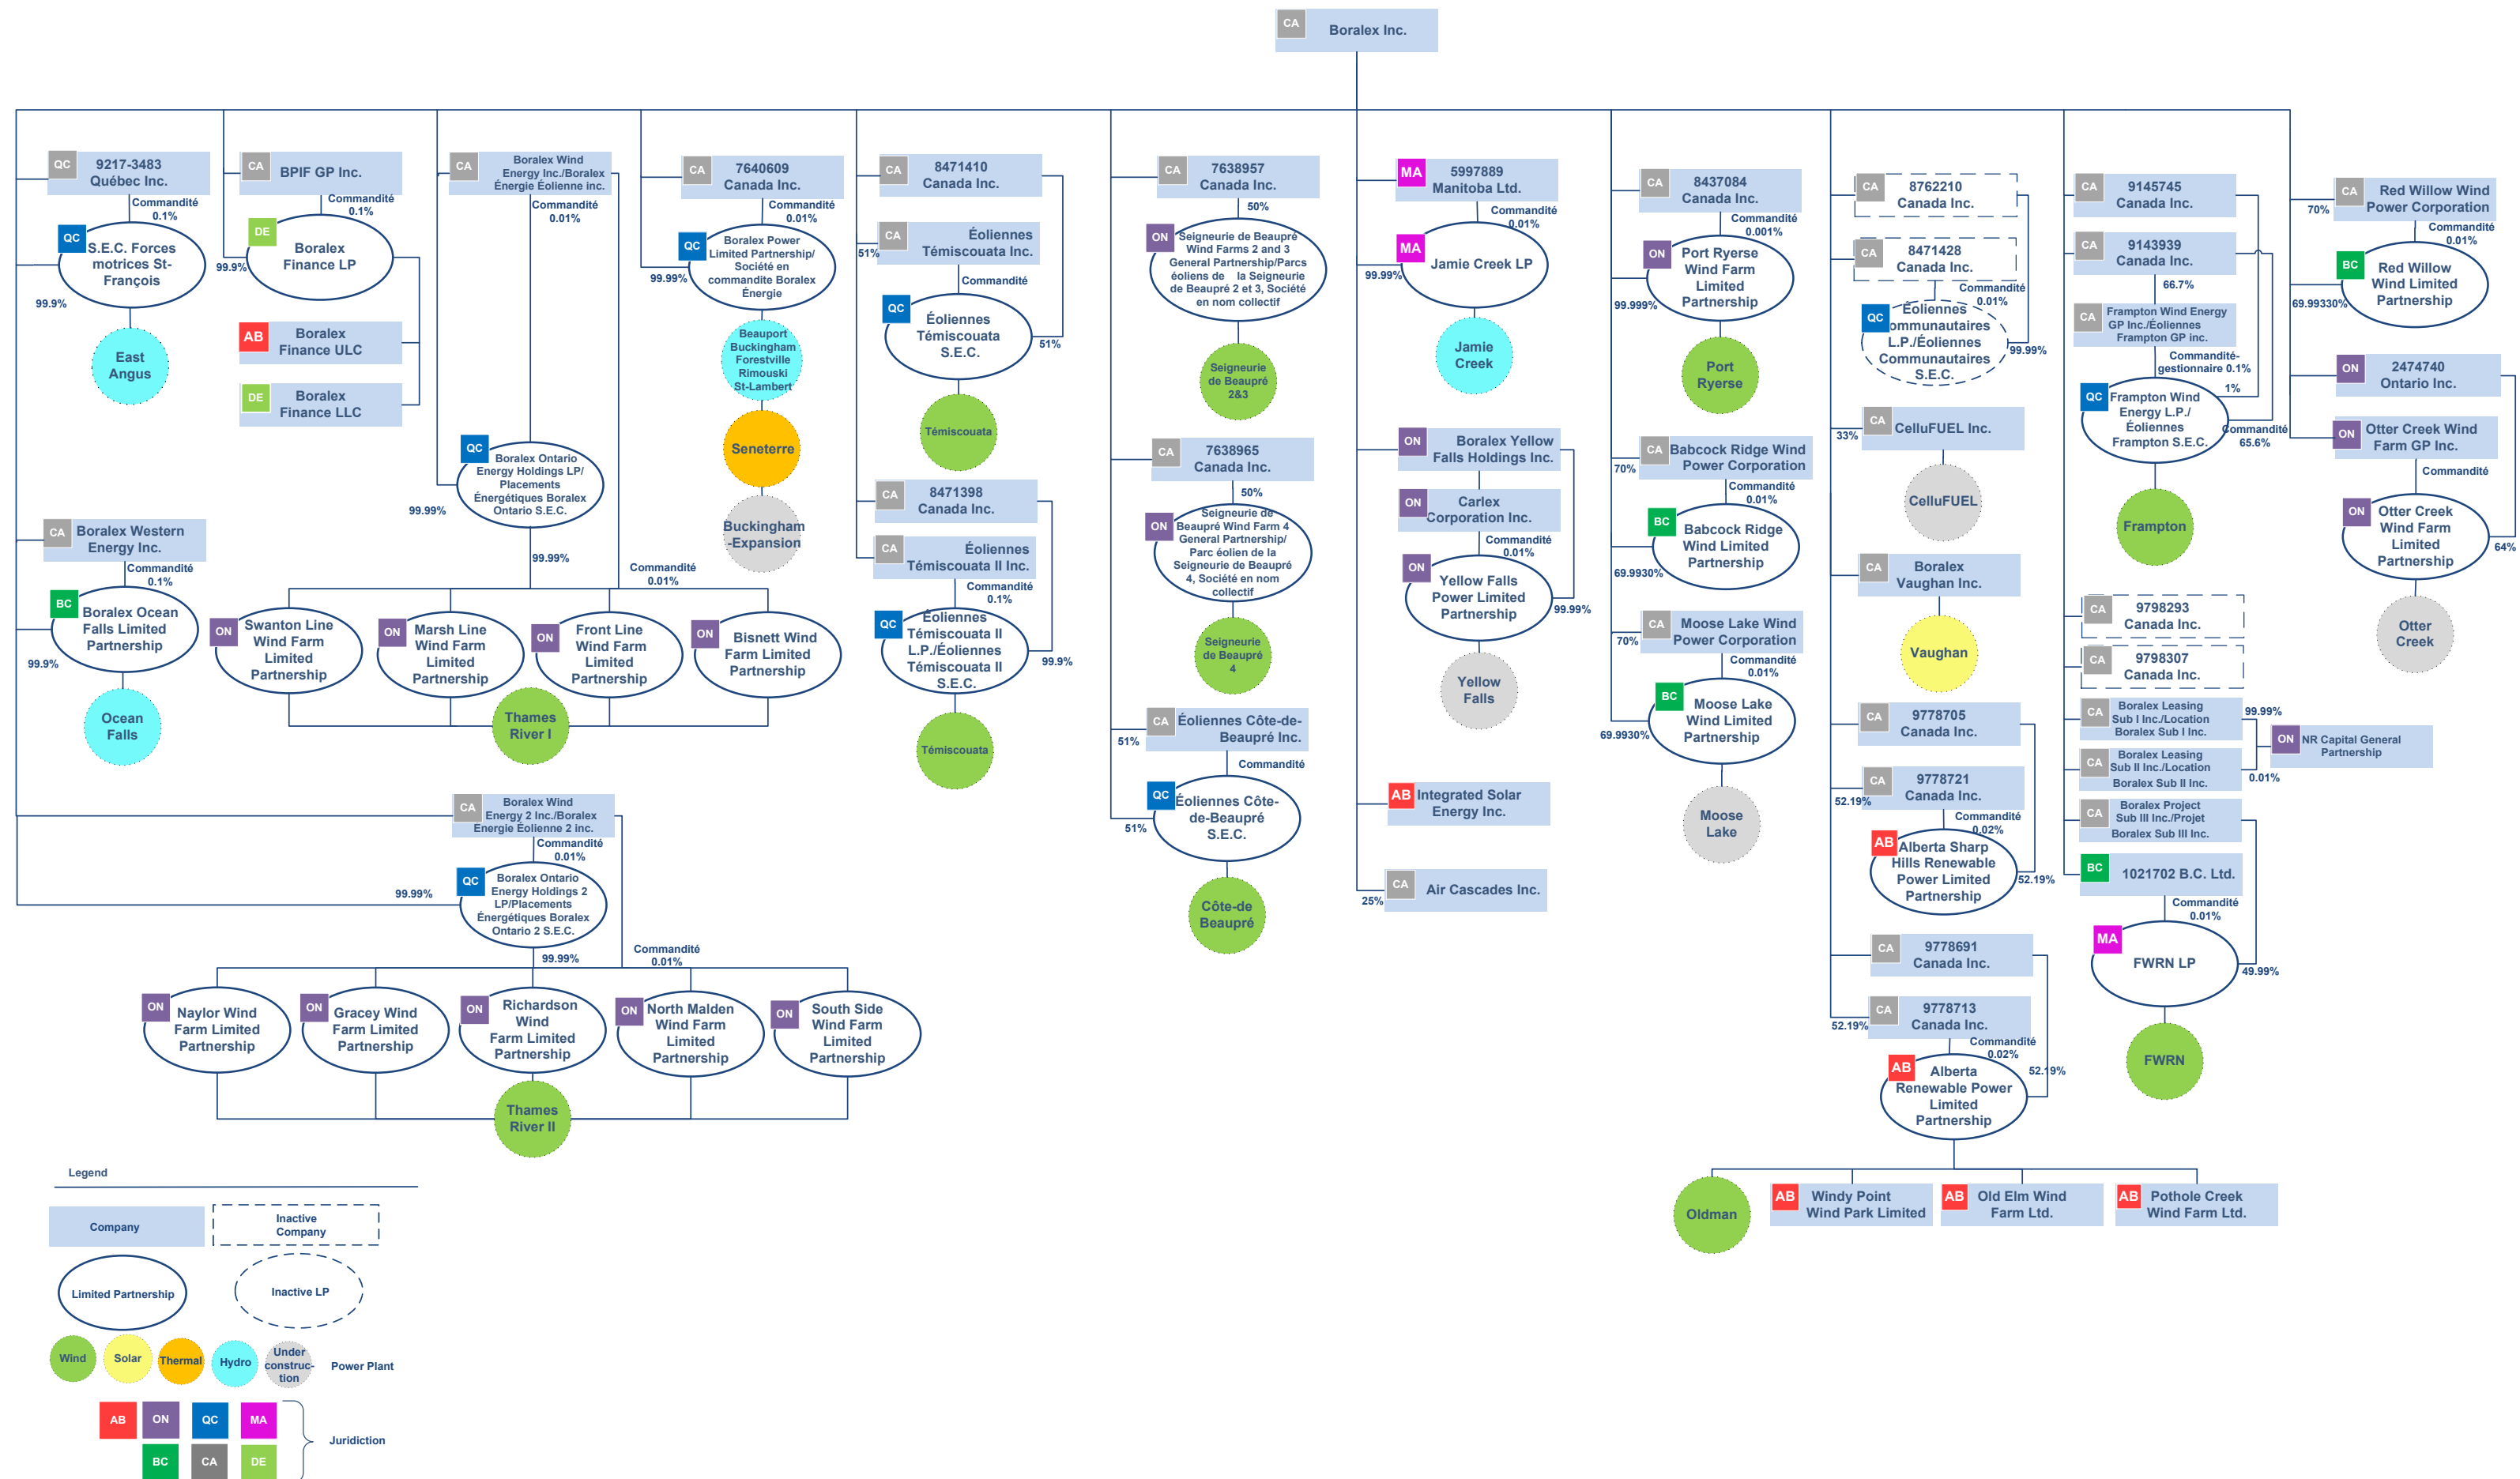 CA
Boralex Inc.
QC
9217-3483
Québec Inc.
Commandité
0.1%
QC
S.E.C. Forces
motrices St-
François
99.9%
East
Angus
CA
Boralex Western
Energy Inc.
Commandité
0.1%
BC
Boralex Ocean
Falls Limited
Partnership
99.9%
Ocean
Falls
CA
BPIF GP Inc.
Commandité
0.1%
DE
Boralex
Finance LP
99.9%
AB
Boralex
Finance ULC
DE
Boralex
Finance LLC
CA
Boralex Wind
Energy Inc./Boralex
Énergie Éolienne inc.
Commandité
0.01%
QC
Boralex Ontario
Energy Holdings LP/
Placements
Énergétiques Boralex
Ontario S.E.C.
99.99%
99.99%
Commandité
0.01%
ON
Swanton Line
Wind Farm
Limited
Partnership
ON
Marsh Line
Wind Farm
Limited
Partnership
ON
Front Line
Wind Farm
Limited
Partnership
ON
Bisnett Wind
Farm Limited
Partnership
Thames
River I
CA
Boralex Wind
Energy 2 Inc./Boralex
Énergie Éolienne 2 inc.
Commandité
0.01%
QC
Boralex Ontario
Energy Holdings 2
LP/Placements
Énergétiques Boralex
Ontario 2 S.E.C.
99.99%
99.99%
Commandité
0.01%
ON
Naylor Wind
Farm Limited
Partnership
ON
Gracey Wind
Farm Limited
Partnership
ON
Richardson
Wind
Farm Limited
Partnership
ON
North Malden
Wind Farm
Limited
Partnership
ON
South Side
Wind Farm
Limited
Partnership
Thames
River II
CA
7640609
Canada Inc.
Commandité
0.01%
QC
Boralex Power
Limited Partnership/
Société en
commandite Boralex
Énergie
99.99%
Beauport
Buckingham
Forestville
Rimouski
St-Lambert
Seneterre
Buckingham
-Expansion
CA
8471410
Canada Inc.
CA
Éoliennes
Témiscouata Inc.
51%
Commandité
QC
Éoliennes
Témiscouata
S.E.C.
51%
Témiscouata
CA
8471398
Canada Inc.
CA
Éoliennes
Témiscouata II Inc.
Commandité
0.1%
QC
Éoliennes
Témiscouata II
L.P./Éoliennes
Témiscouata II
S.E.C.
99.9%
Témiscouata
CA
7638957
Canada Inc.
50%
ON
Seigneurie de Beaupré
Wind Farms 2 and 3
General Partnership/Parcs
éoliens de la Seigneurie
de Beaupré 2 et 3, Société
en nom collectif
Seigneurie
de Beaupré
2&3
CA
7638965
Canada Inc.
50%
ON
Seigneurie de
Beaupré Wind Farm 4
General Partnership/
Parc éolien de la
Seigneurie de Beaupré
4, Société en nom
collectif
Seigneurie
de Beaupré
4
CA
Éoliennes Côte-de-
Beaupré Inc.
51%
Commandité
QC
Éoliennes Côte-
de-Beaupré
S.E.C.
51%
Côte-de
Beaupré
MA
5997889
Manitoba Ltd.
Commandité
0.01%
MA
Jamie Creek LP
99.99%
Jamie
Creek
ON
Boralex Yellow
Falls Holdings Inc.
ON
Carlex
Corporation Inc.
Commandité
0.01%
ON
Yellow Falls
Power Limited
Partnership
99.99%
Yellow
Falls
AB
Integrated Solar
Energy Inc.
CA
Air Cascades Inc.
25%
CA
8437084
Canada Inc.
Commandité
0.001%
ON
Port Ryerse
Wind Farm
Limited
Partnership
99.999%
Port
Ryerse
CA
Babcock Ridge Wind
Power Corporation
70%
Commandité
0.01%
BC
Babcock Ridge
Wind Limited
Partnership
69.9930%
CA
Moose Lake Wind
Power Corporation
70%
Commandité
0.01%
BC
Moose Lake
Wind Limited
Partnership
69.9930%
Moose
Lake
CA
8762210
Canada Inc.
CA
8471428
Canada Inc.
Commandité
0.01%
QC
Éoliennes
ommunautaires
L.P./Éoliennes
Communautaires
S.E.C.
99.99%
CA
CelluFUEL Inc.
33%
CelluFUEL
CA
Boralex
Vaughan Inc.
Vaughan
CA
9778705
Canada Inc.
CA
9778721
Canada Inc.
52.19%
Commandité
0.02%
AB
Alberta Sharp
Hills Renewable
Power Limited
Partnership
52.19%
CA
9778691
Canada Inc.
CA
9778713
Canada Inc.
52.19%
Commandité
0.02%
AB
Alberta
Renewable Power
Limited
Partnership
52.19%
Oldman
AB
Windy Point
Wind Park Limited
AB
Old Elm Wind
Farm Ltd.
AB
Pothole Creek
Wind Farm Ltd.
CA
9145745
Canada Inc.
CA
9143939
Canada Inc.
66.7%
CA
Frampton Wind Energy
GP Inc./Éoliennes
Frampton GP inc.
Commandité-
gestionnaire 0.1%
1%
QC
Frampton Wind
Energy L.P./
Éoliennes
Frampton S.E.C.
Commandité
65.6%
Frampton
CA
9798293
Canada Inc.
CA
9798307
Canada Inc.
CA
Boralex Leasing
Sub I Inc./Location
Boralex Sub I Inc.
99.99%
ON
NR Capital General
Partnership
CA
Boralex Leasing
Sub II Inc./Location
Boralex Sub II Inc.
0.01%
CA
Boralex Project
Sub III Inc./Projet
Boralex Sub III Inc.
BC
1021702 B.C. Ltd.
Commandité
0.01%
MA
FWRN LP
49.99%
FWRN
CA
Red Willow Wind
Power Corporation
70%
Commandité
0.01%
BC
Red Willow
Wind Limited
Partnership
69.99330%
ON
2474740
Ontario Inc.
ON
Otter Creek Wind
Farm GP Inc.
Commandité
ON
Otter Creek
Wind Farm
Limited
Partnership
64%
Otter
Creek
Legend
Company
Inactive
Company
Limited Partnership
Inactive LP
Wind
Solar
Thermal
Hydro
Under
construc-
tion
Power Plant
AB
ON
QC
MA
BC
CA
DE
Juridiction